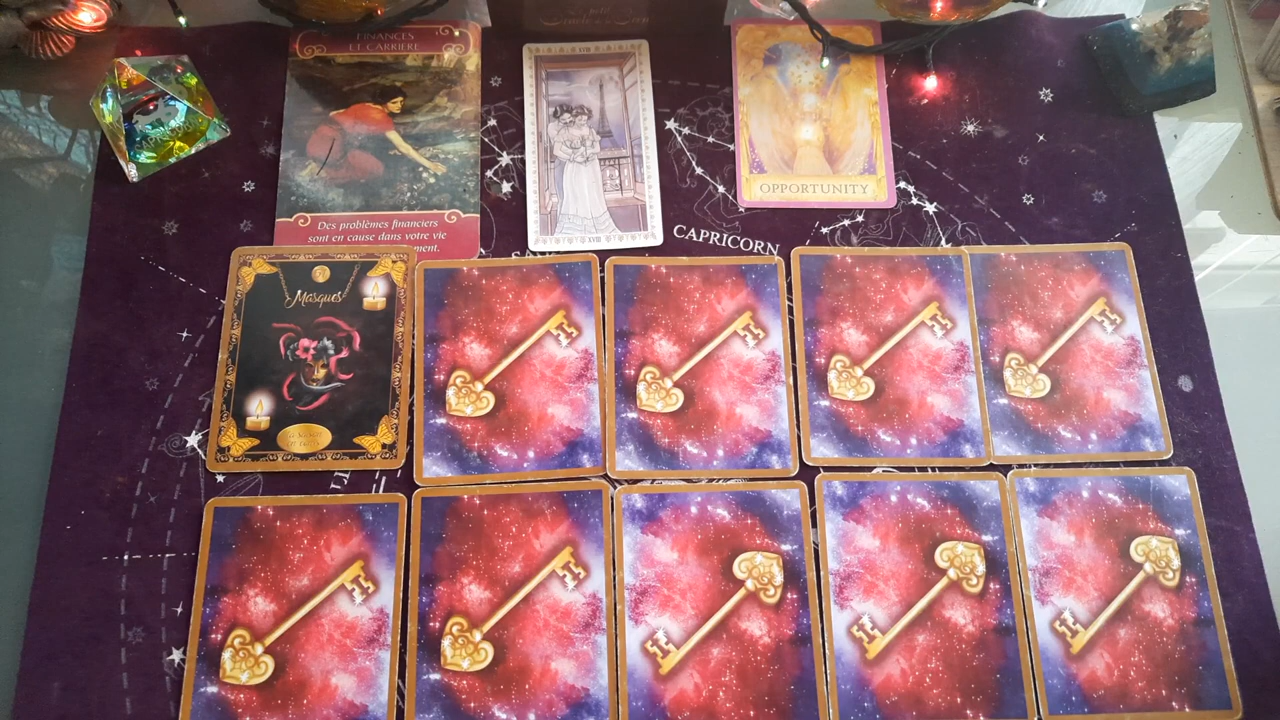 FINANCES
ET CARRIÈRE
Des problèmes financiers
sont en cause dans votre vie
ment.
XVIII
XVIII
OPPORTUNITY
CAPRICORN
Masques